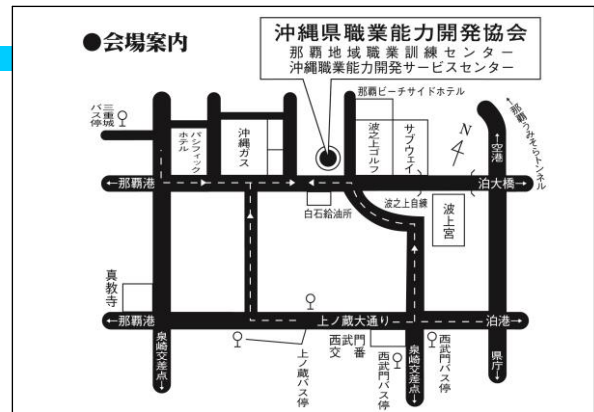 ●会場案内
沖縄県職業能力開発協会
那覇地域職業訓練センター
沖縄職業能力開発サービスセンター
三重城
バス停
パシフィック
ホテル
沖縄ガス
那覇ビーチサイドホテル
波之上ゴルフ
サブウェイ
N
←空港
←那覇うみそらトンネル
←那覇港
泊大橋→
白石給油所
波之上自練
波上宮
真教寺
←那覇港
上ノ蔵大通り
泊港→
泉崎交差点→
上ノ蔵バス停
西武門
交番
西武門バス停
泉崎交差点→
西武門バス停
県庁→